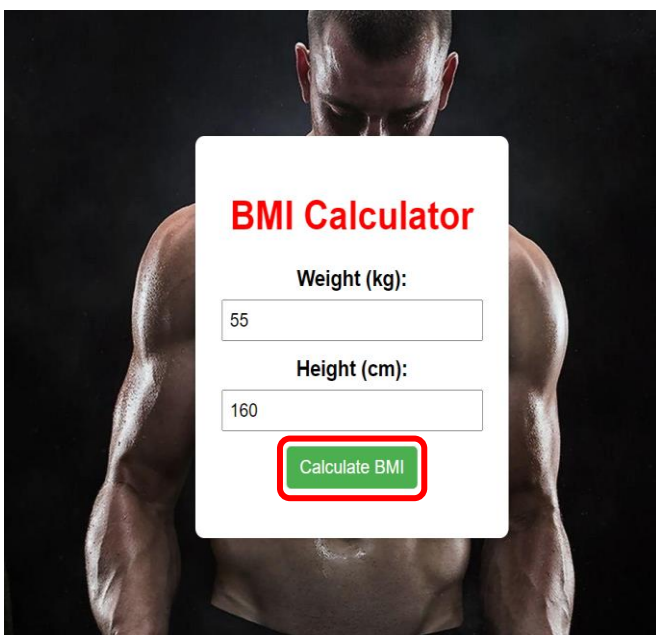 BMI Calculator
Weight (kg):
55
Height (cm):
160
Calculate BMI